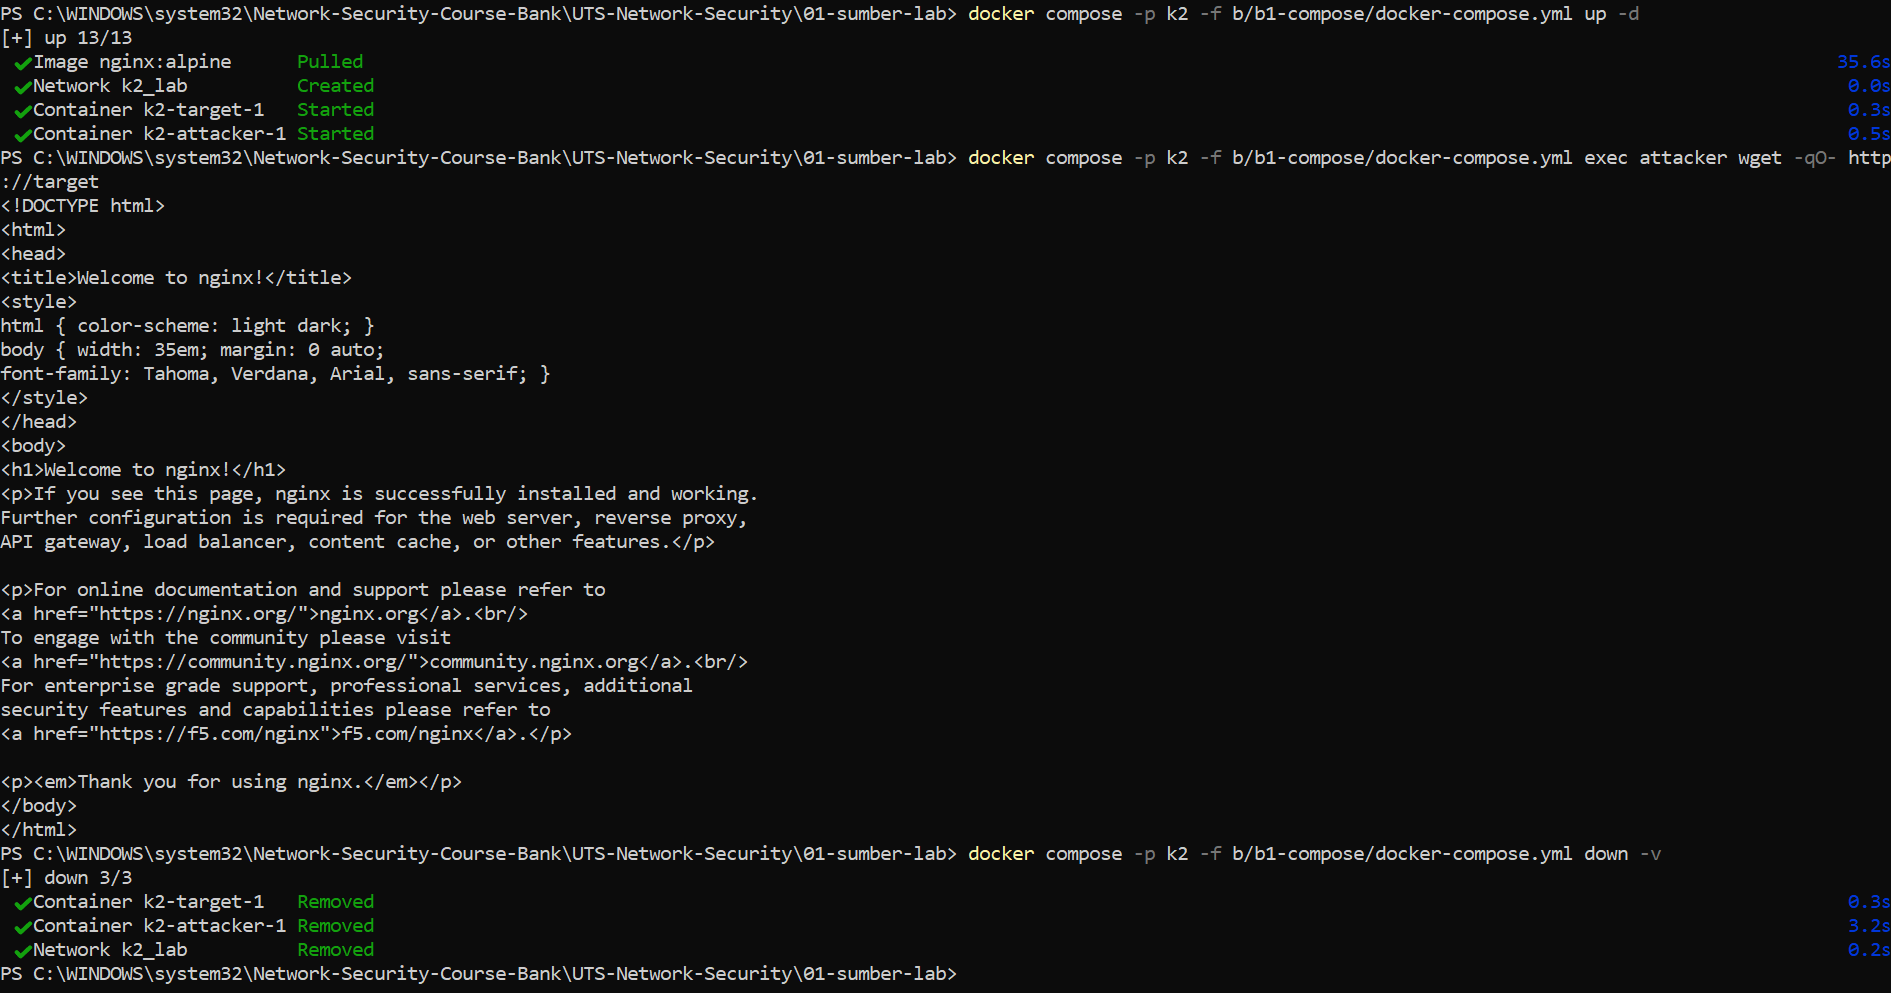 PS C:\WINDOWS\system32\Network-Security-Course-Bank\UTS-Network-Security\01-sumber-lab> docker compose -p k2 -f b/b1-compose/docker-compose.yml up -d
[+] up 13/13
✔Image nginx:alpine Pulled 35.6s
✔Network k2_lab Created 0.0s
✔Container k2-target-1 Started 0.3s
✔Container k2-attacker-1 Started 0.5s
PS C:\WINDOWS\system32\Network-Security-Course-Bank\UTS-Network-Security\01-sumber-lab> docker compose -p k2 -f b/b1-compose/docker-compose.yml exec attacker wget -qO- http
://target
<!DOCTYPE html>
<html>
<head>
<title>Welcome to nginx!</title>
<style>
html { color-scheme: light dark; }
body { width: 35em; margin: 0 auto;
font-family: Tahoma, Verdana, Arial, sans-serif; }
</style>
</head>
<body>
<h1>Welcome to nginx!</h1>
<p>If you see this page, nginx is successfully installed and working.
Further configuration is required for the web server, reverse proxy,
API gateway, load balancer, content cache, or other features.</p>

<p>For online documentation and support please refer to
<a href="https://nginx.org/">nginx.org</a>.<br/>
To engage with the community please visit
<a href="https://community.nginx.org/">community.nginx.org</a>.<br/>
For enterprise grade support, professional services, additional
security features and capabilities please refer to
<a href="https://f5.com/nginx">f5.com/nginx</a>.</p>

<p><em>Thank you for using nginx.</em></p>
</body>
</html>
PS C:\WINDOWS\system32\Network-Security-Course-Bank\UTS-Network-Security\01-sumber-lab> docker compose -p k2 -f b/b1-compose/docker-compose.yml down -v
[+] down 3/3
✔Container k2-target-1 Removed 0.3s
✔Container k2-attacker-1 Removed 3.2s
✔Network k2_lab Removed 0.2s
PS C:\WINDOWS\system32\Network-Security-Course-Bank\UTS-Network-Security\01-sumber-lab>